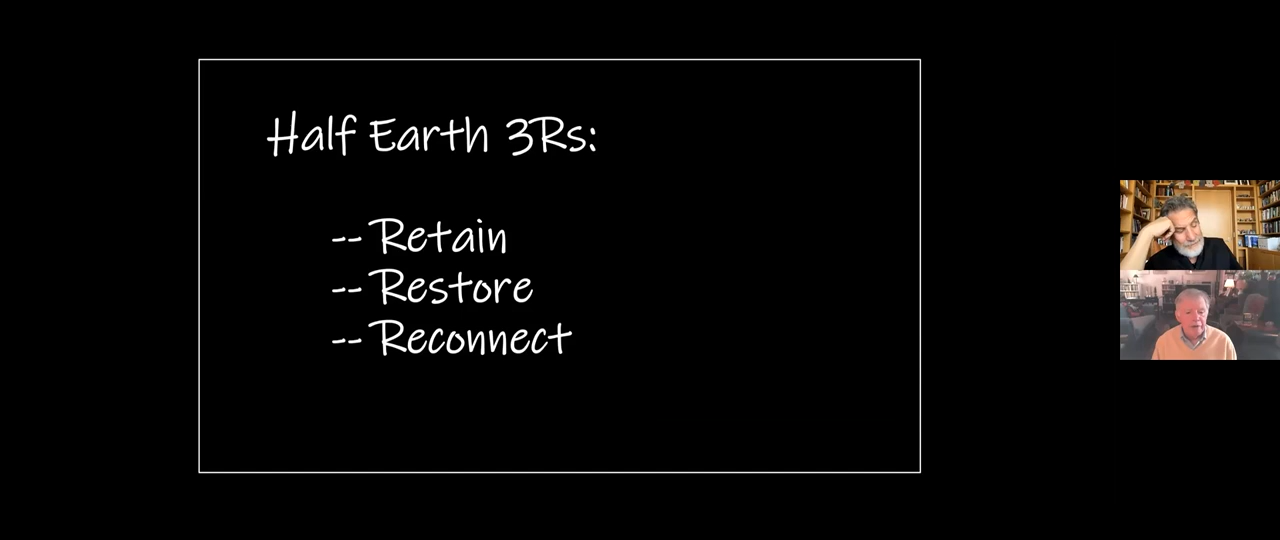 Half Earth 3Rs:
-- Retain
-- Restore
-- Reconnect